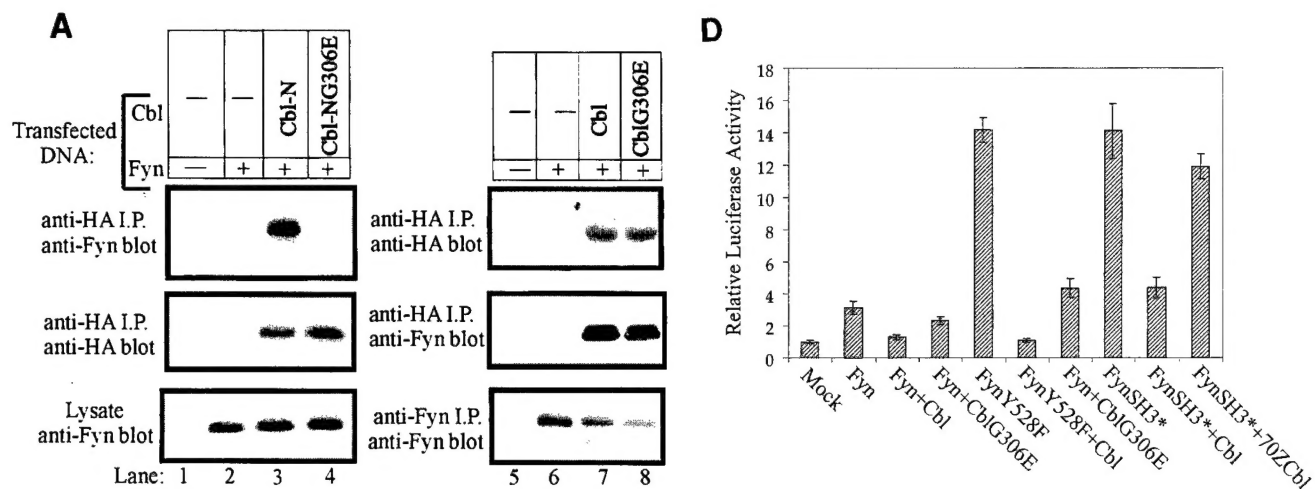 A
Transfected
DNA:
Cbl
Fyn
—
—
Cbl-N
Cbl-NG306E
—
+
+
+
anti-HA I.P.
anti-Fyn blot
anti-HA I.P.
anti-HA blot
Lysate
anti-Fyn blot
Lane: 1 2 3 4
—
—
Cbl
CblG306E
—
+
+
+
anti-HA I.P.
anti-HA blot
anti-HA I.P.
anti-Fyn blot
anti-Fyn I.P.
anti-Fyn blot
5 6 7 8
D
Relative Luciferase Activity
18
16
14
12
10
8
6
4
2
0
Mock
Fyn
Fyn+Cbl
Fyn+CblG306E
FynY528F
FynY528F+Cbl
Fyn+CblG306E
FynSH3*
FynSH3*+Cbl
FynSH3*+70ZCbl